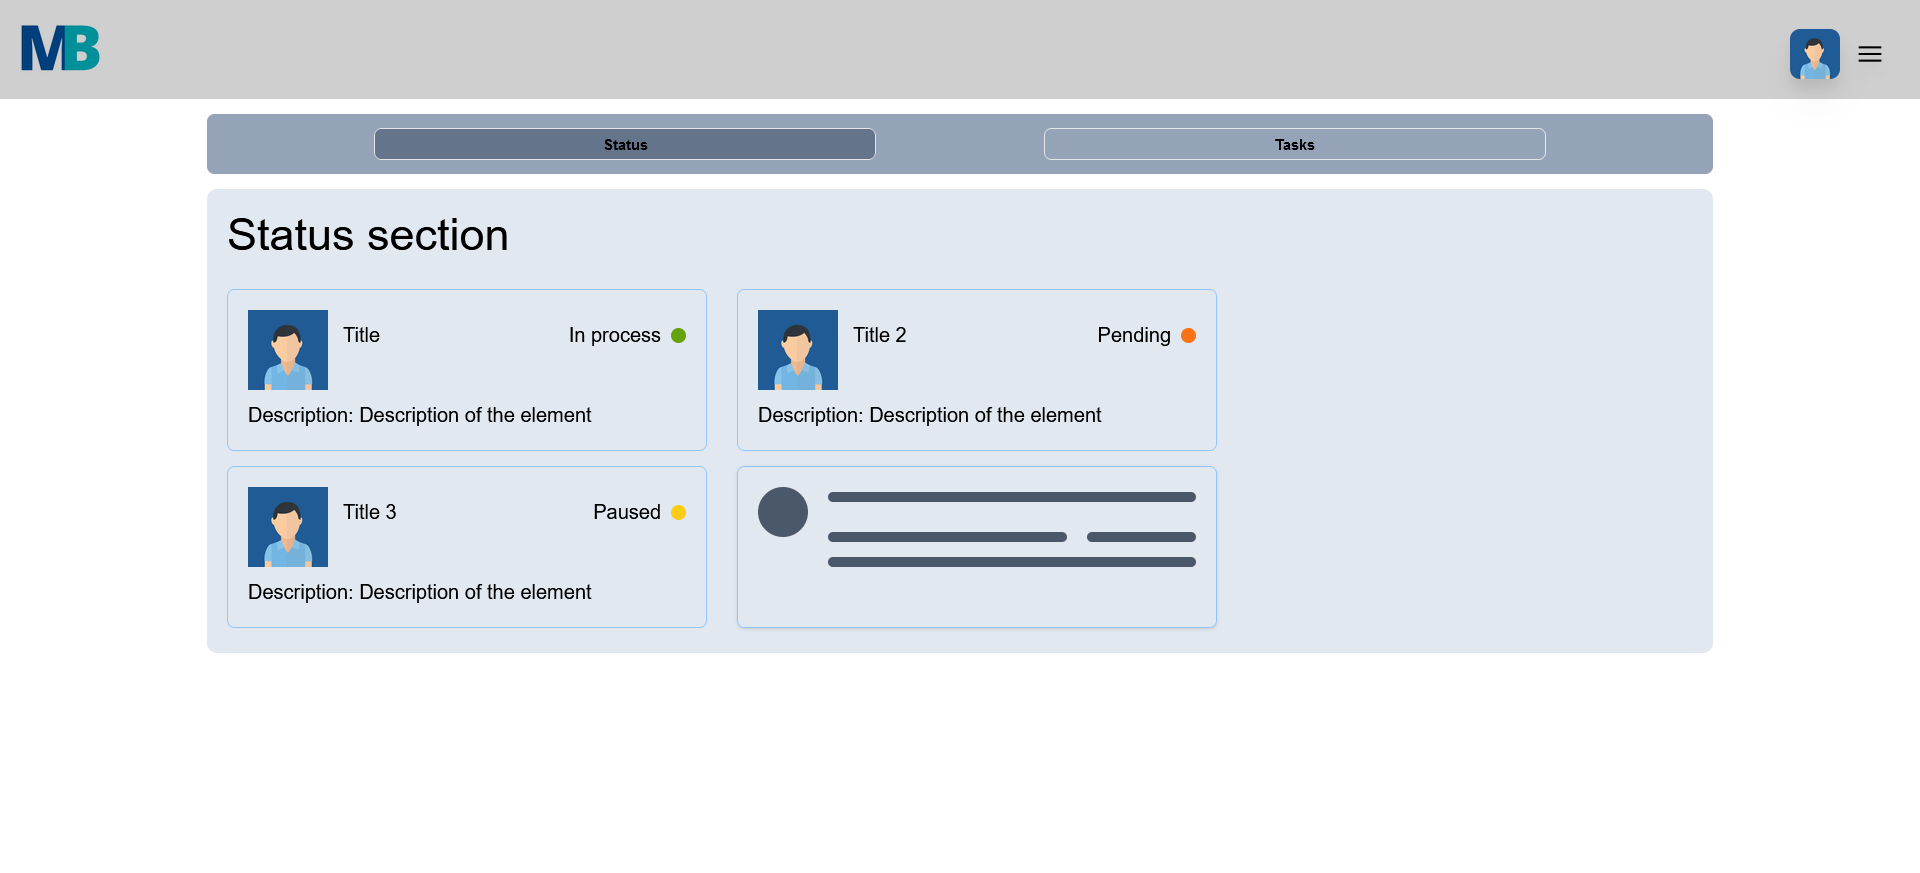 MB
Status
Tasks
Status section
Title
In process
Description: Description of the element
Title 2
Pending
Description: Description of the element
Title 3
Paused
Description: Description of the element